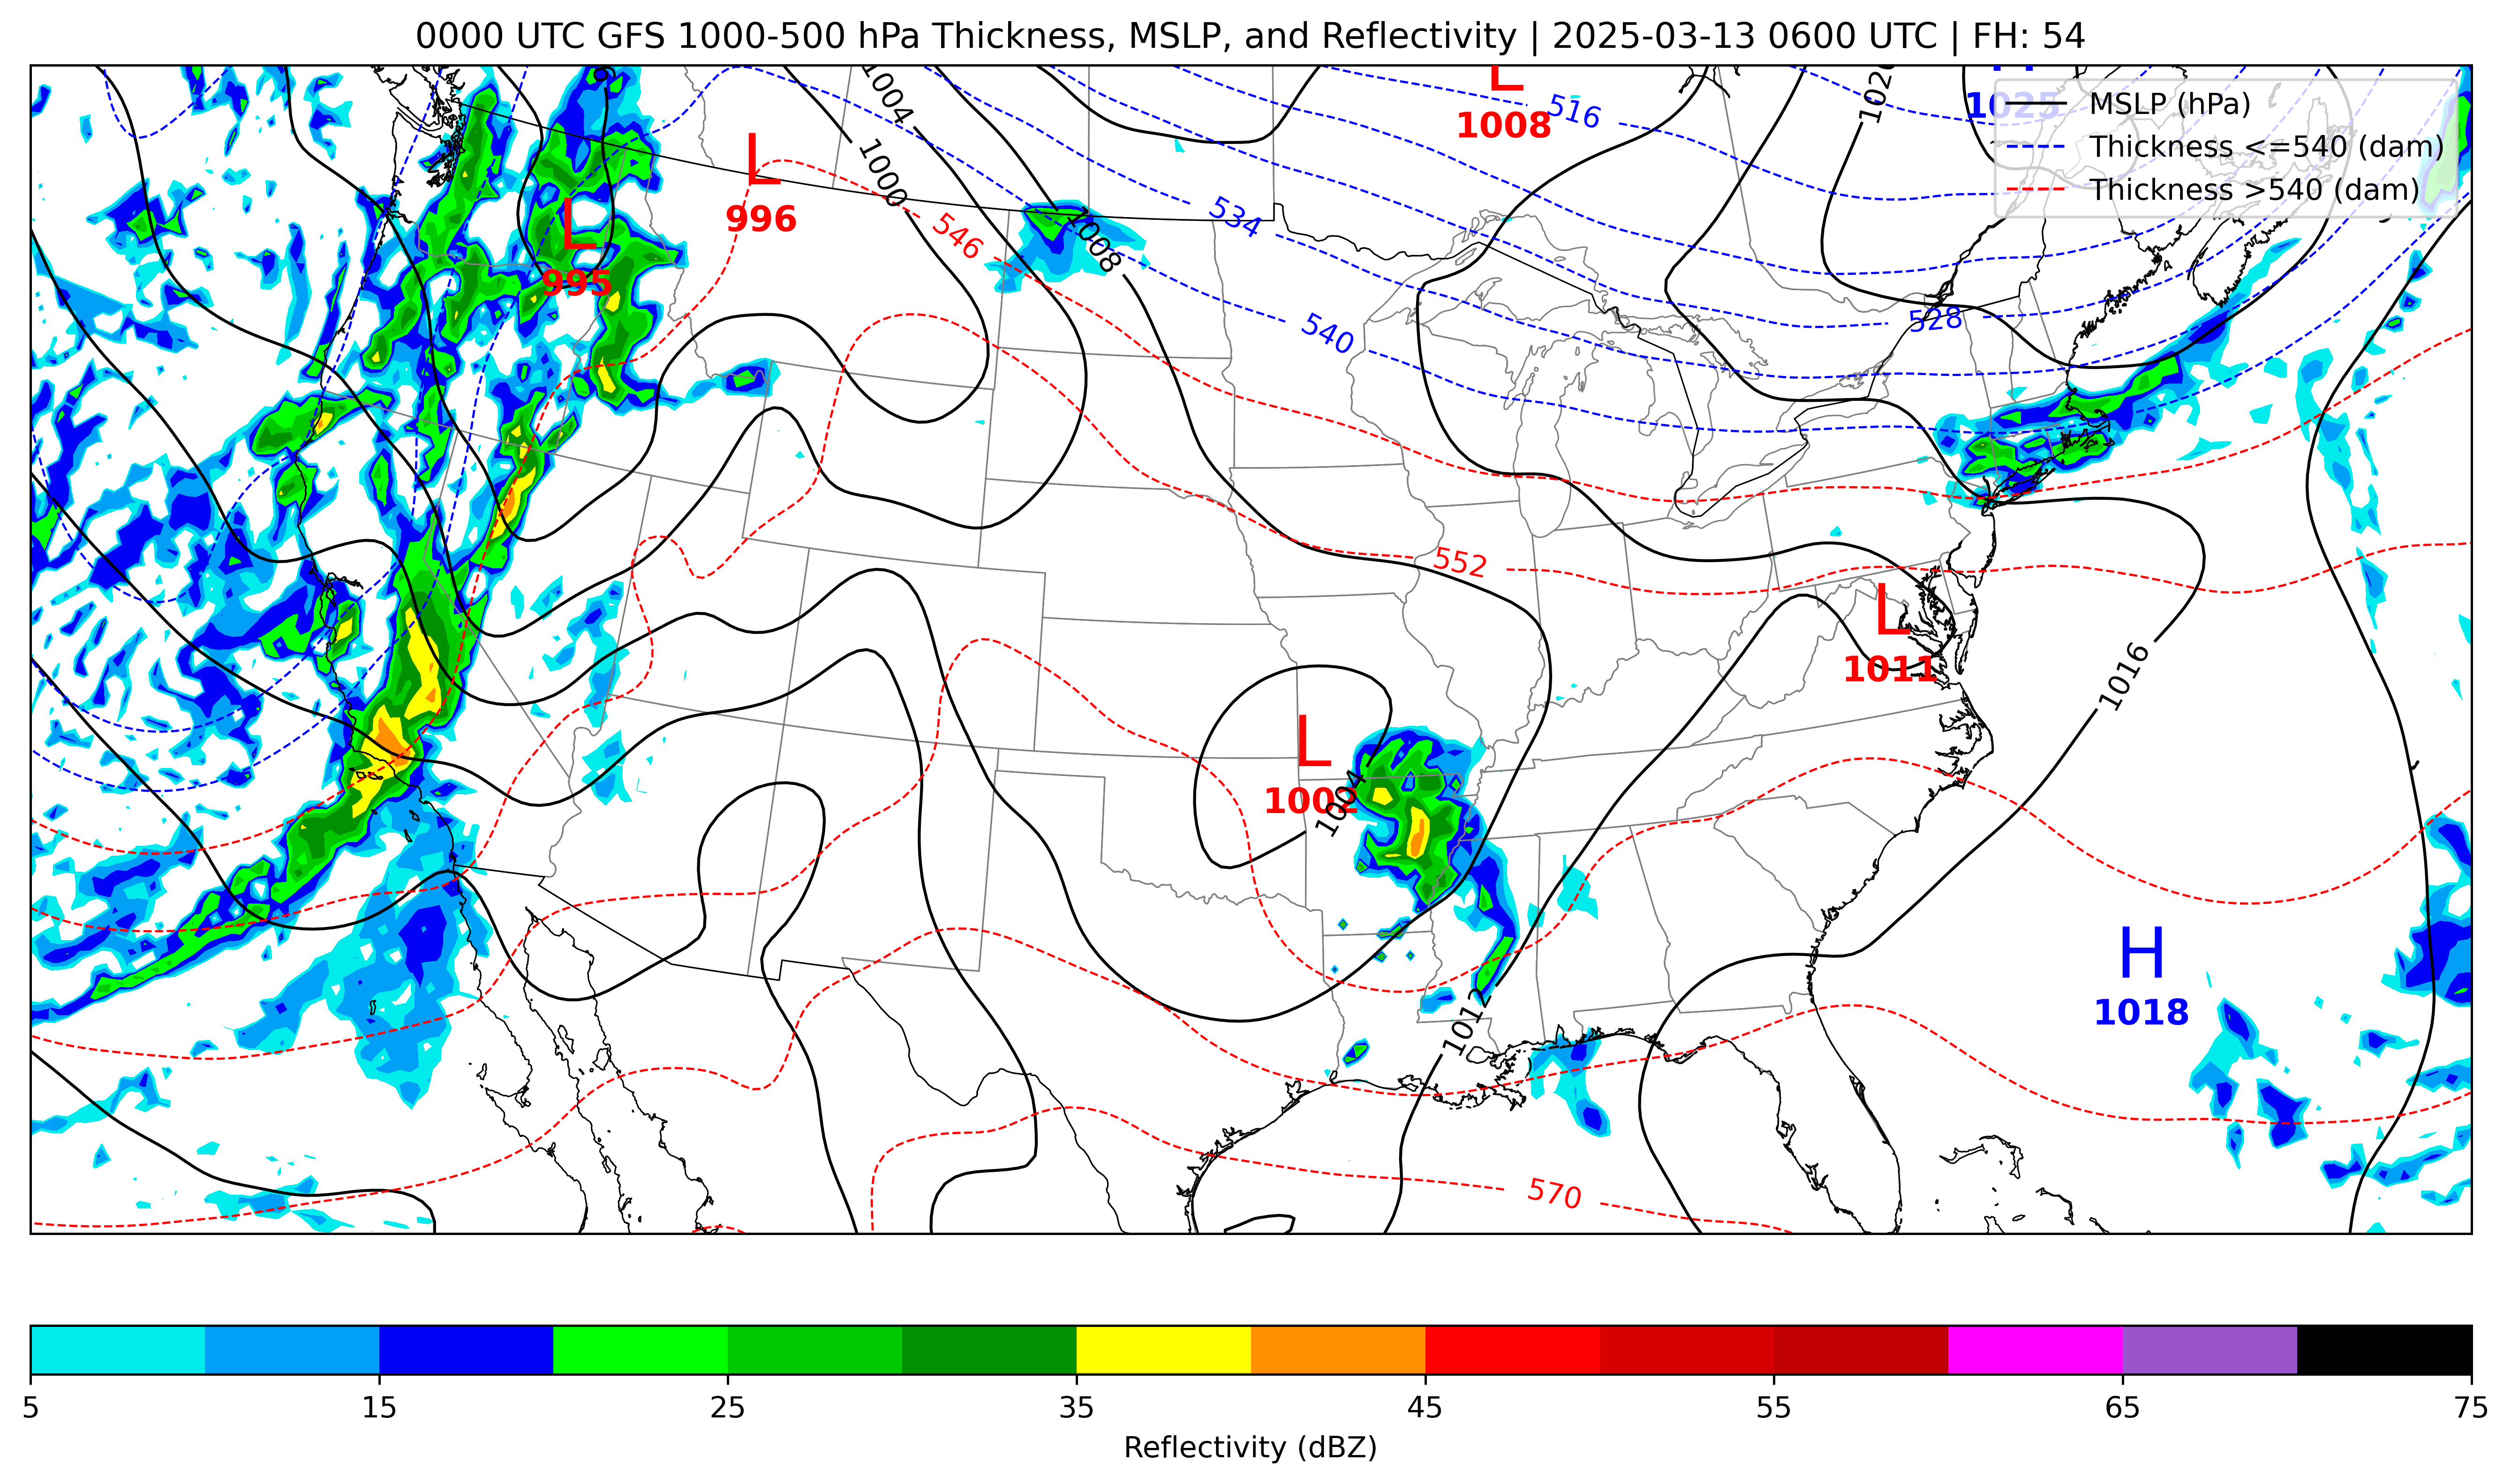 0000 UTC GFS 1000-500 hPa Thickness, MSLP, and Reflectivity | 2025-03-13 0600 UTC | FH: 54
MSLP (hPa)
Thickness <=540 (dam)
Thickness >540 (dam)
1004
1020
L
1008
516
H
1025
L
996
1000
L
995
546
1008
534
540
528
552
L
1011
1016
L
1002
1004
H
1018
1012
570
5 15 25 35 45 55 65 75
Reflectivity (dBZ)